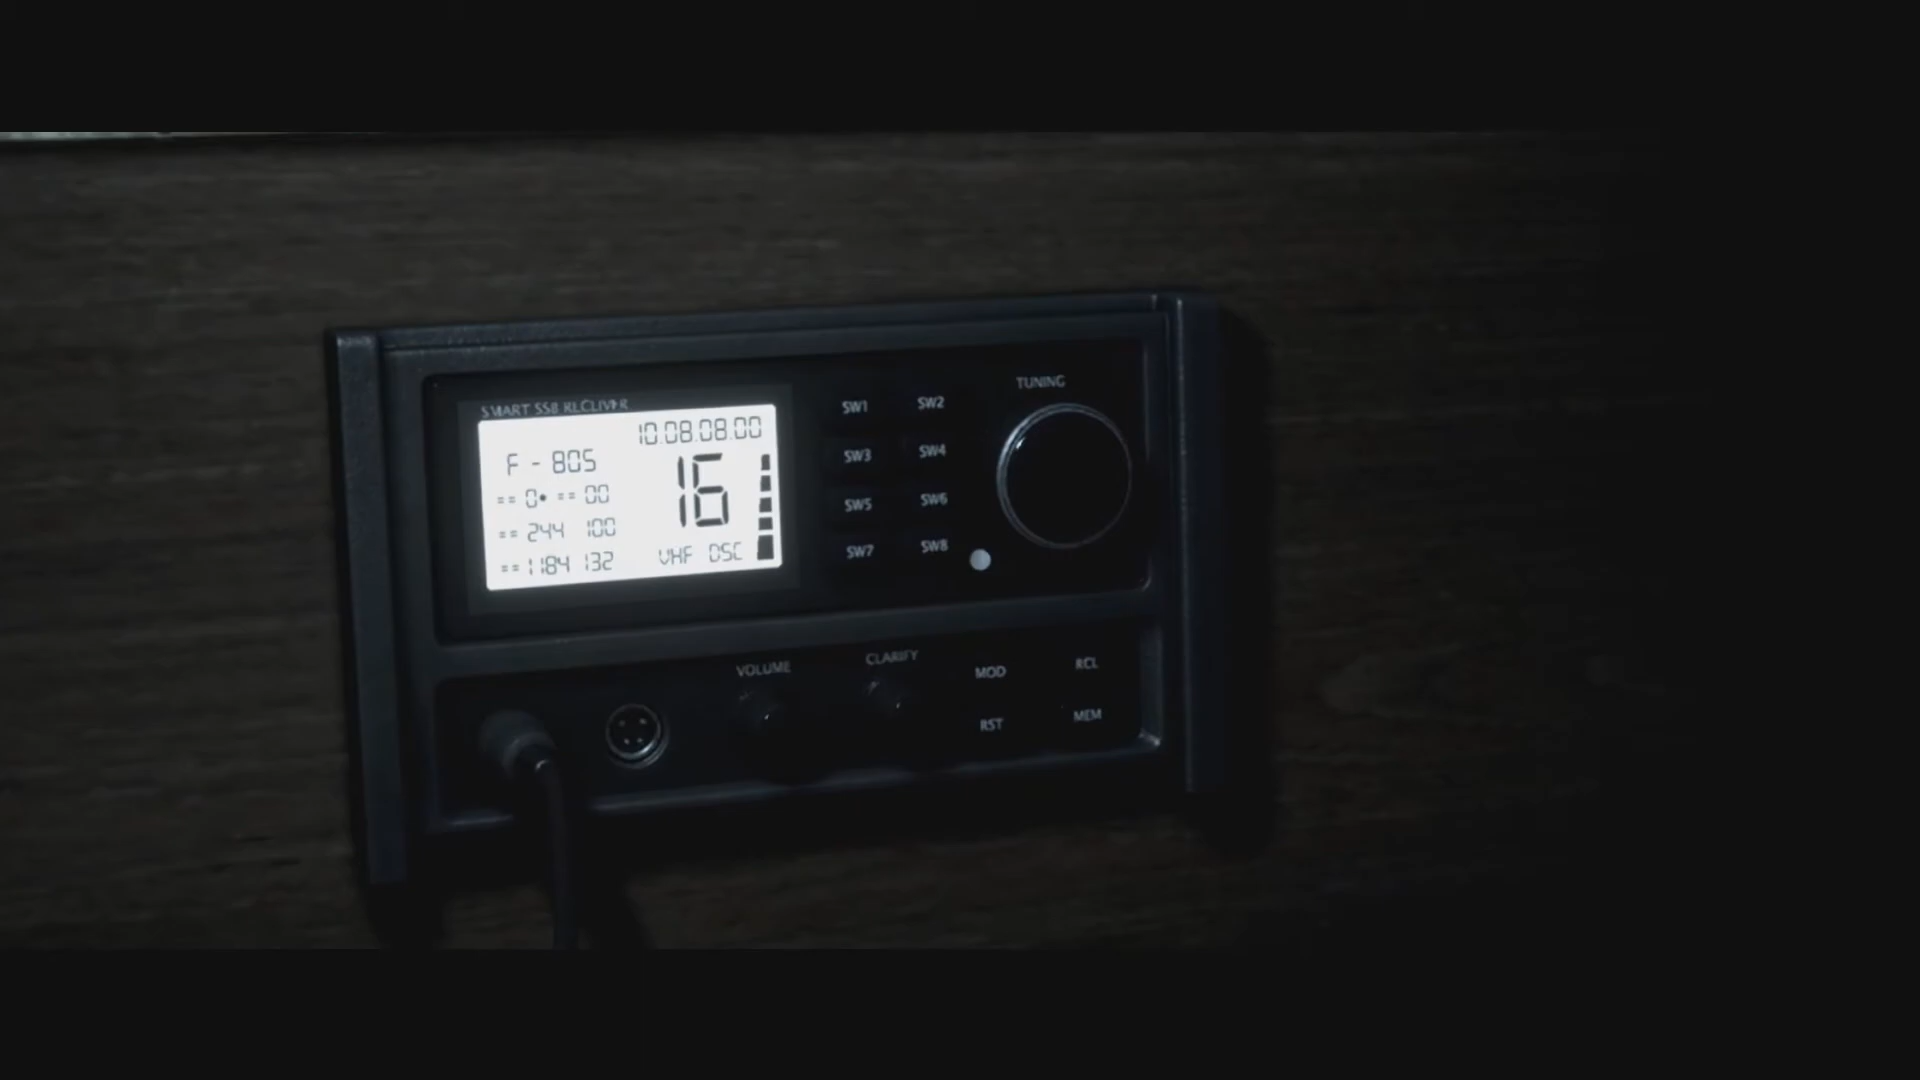 SMART SSB RECEIVER
10.08.08.00
F - 805
16
== 0• == 00
== 244 100
== 1184 132
VHF DSC
SW1 SW2
SW3 SW4
SW5 SW6
SW7 SW8
TUNING
VOLUME
CLARIFY
MOD RCL
RST MEM